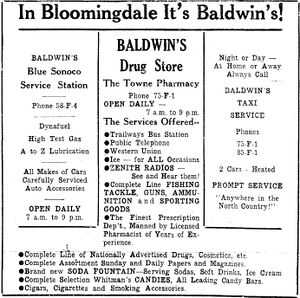 In Bloomingdale It's Baldwin's!
BALDWIN'S
Blue Sonoco
Service Station
Phone 58-F-4
Dynafuel
High Test Gas
A to Z Lubrication
All Makes of Cars
Carefully Serviced
Auto Accessories
OPEN DAILY
7 a.m. to 9 p.m.
BALDWIN'S
Drug Store
The Towne Pharmacy
Phone 75-F-1
OPEN DAILY —
7 a.m. to 9 p.m.
The Services Offered--
●Trailways Bus Station
●Public Telephone
●Western Union
●Ice — for ALL Occasions
●ZENITH RADIOS —
See and Hear them!
●Complete Line FISHING
TACKLE, GUNS, AMMU-
NITION and SPORTING
GOODS
●The Finest Prescription
Dep't., Manned by Licensed
Pharmacist of Years of Ex-
perience.
Night or Day —
At Home or Away
Always Call
BALDWIN'S
TAXI
SERVICE
Phones
75-F-1
85-F-1
2 Cars - Heated
PROMPT SERVICE
"Anywhere in the
North Country!"
●Complete Line of Nationally Advertised Drugs, Cosmetics, etc.
●Complete Assortment Sunday and Daily Papers and Magazines.
●Brand new SODA FOUNTAIN—Serving Sodas, Soft Drinks, Ice Cream
●Complete Selection Whitman's CANDIES, All Leading Candy Bars.
●Cigars, Cigarettes and Smoking Accessories.